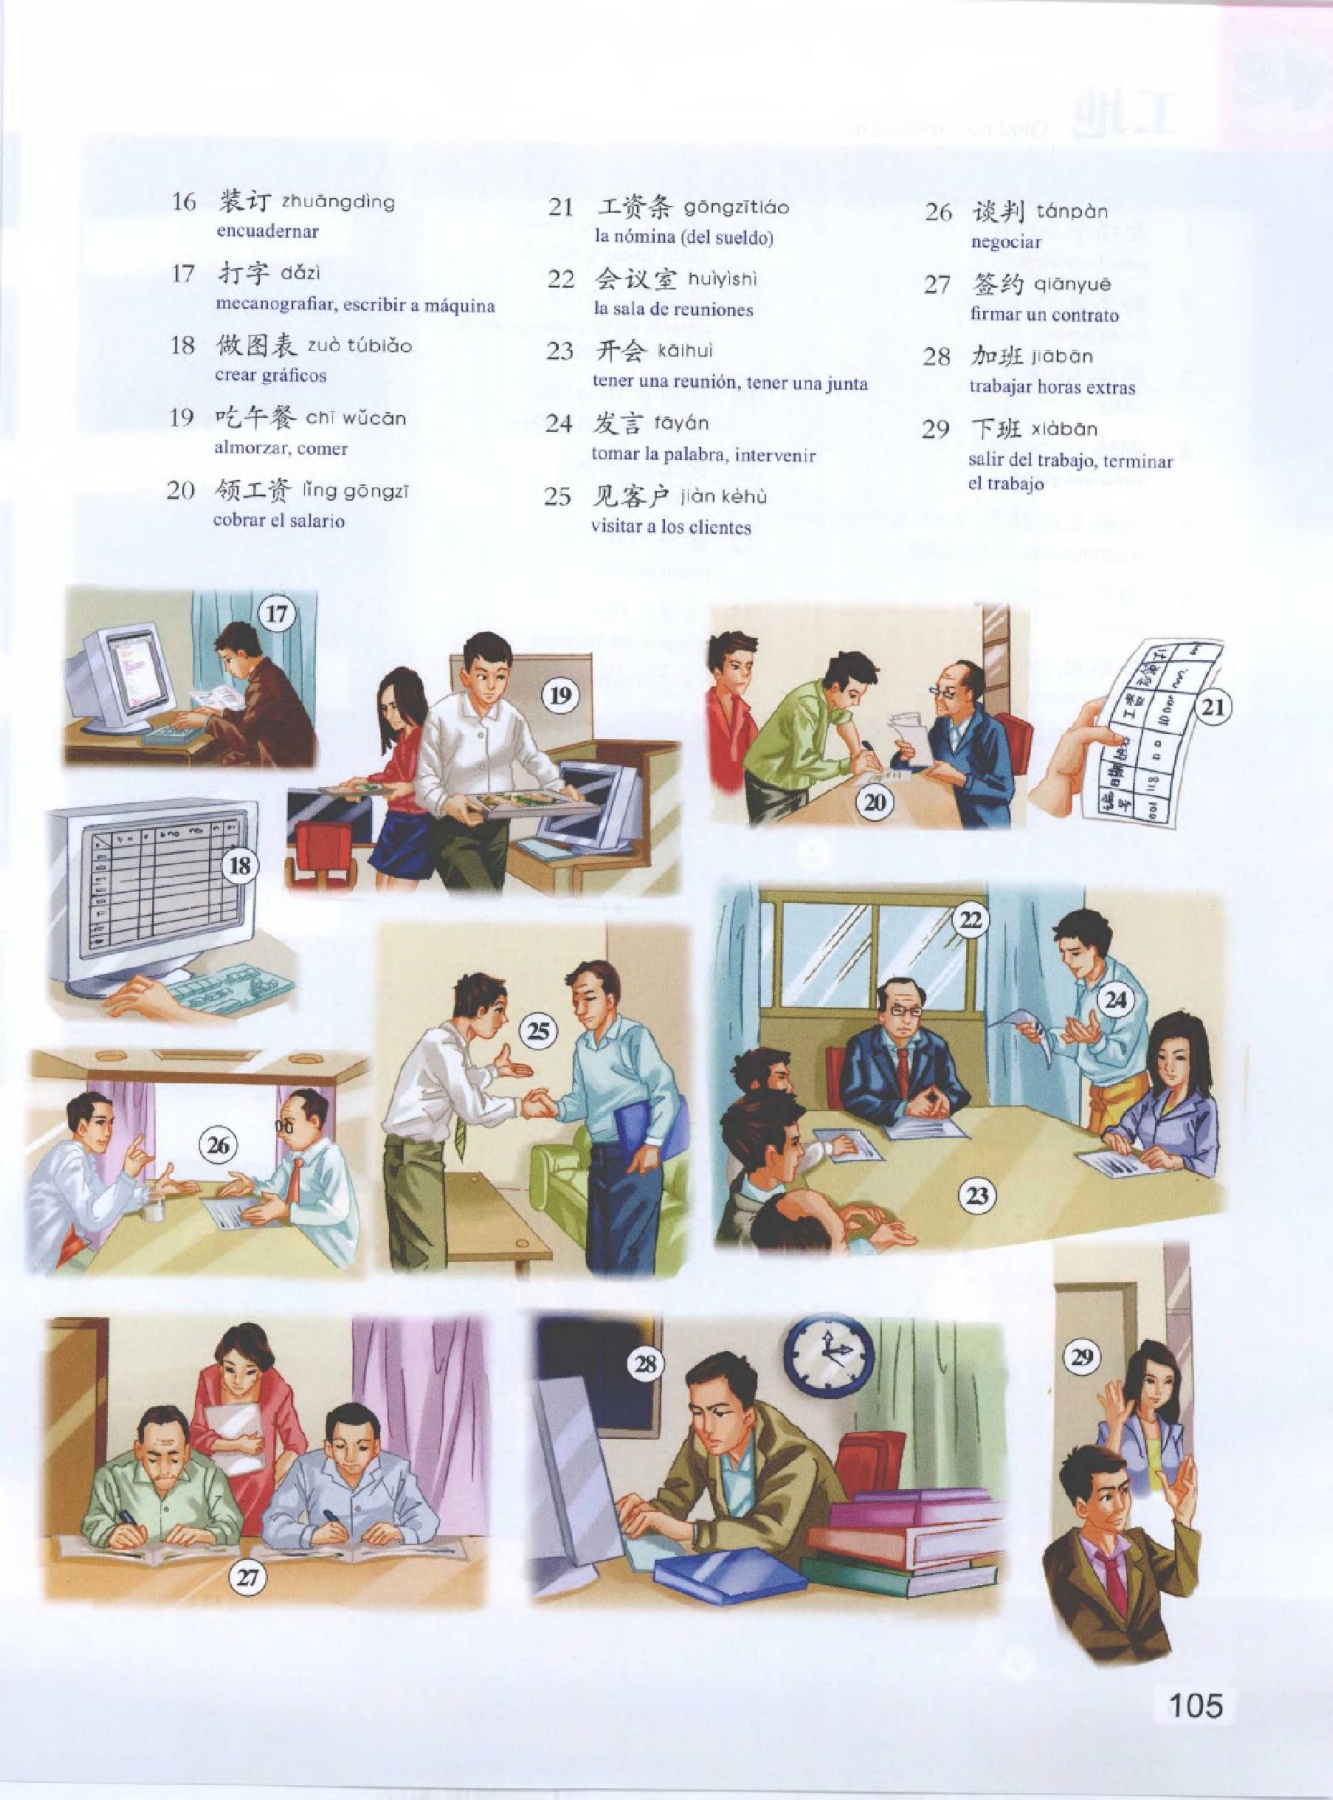 16 装订 zhuāngdìng
encuadernar
17 打字 dǎzì
mecanografiar, escribir a máquina
18 做图表 zuò túbiǎo
crear gráficos
19 吃午餐 chī wǔcān
almorzar, comer
20 领工资 lǐng gōngzī
cobrar el salario
21 工资条 gōngzītiáo
la nómina (del sueldo)
22 会议室 huìyìshì
la sala de reuniones
23 开会 kāihuì
tener una reunión, tener una junta
24 发言 fāyán
tomar la palabra, intervenir
25 见客户 jiàn kèhù
visitar a los clientes
26 谈判 tánpàn
negociar
27 签约 qiānyuē
firmar un contrato
28 加班 jiābān
trabajar horas extras
29 下班 xiàbān
salir del trabajo, terminar
el trabajo
17
19
20
21
18
22
24
25
26
23
28
29
27
105